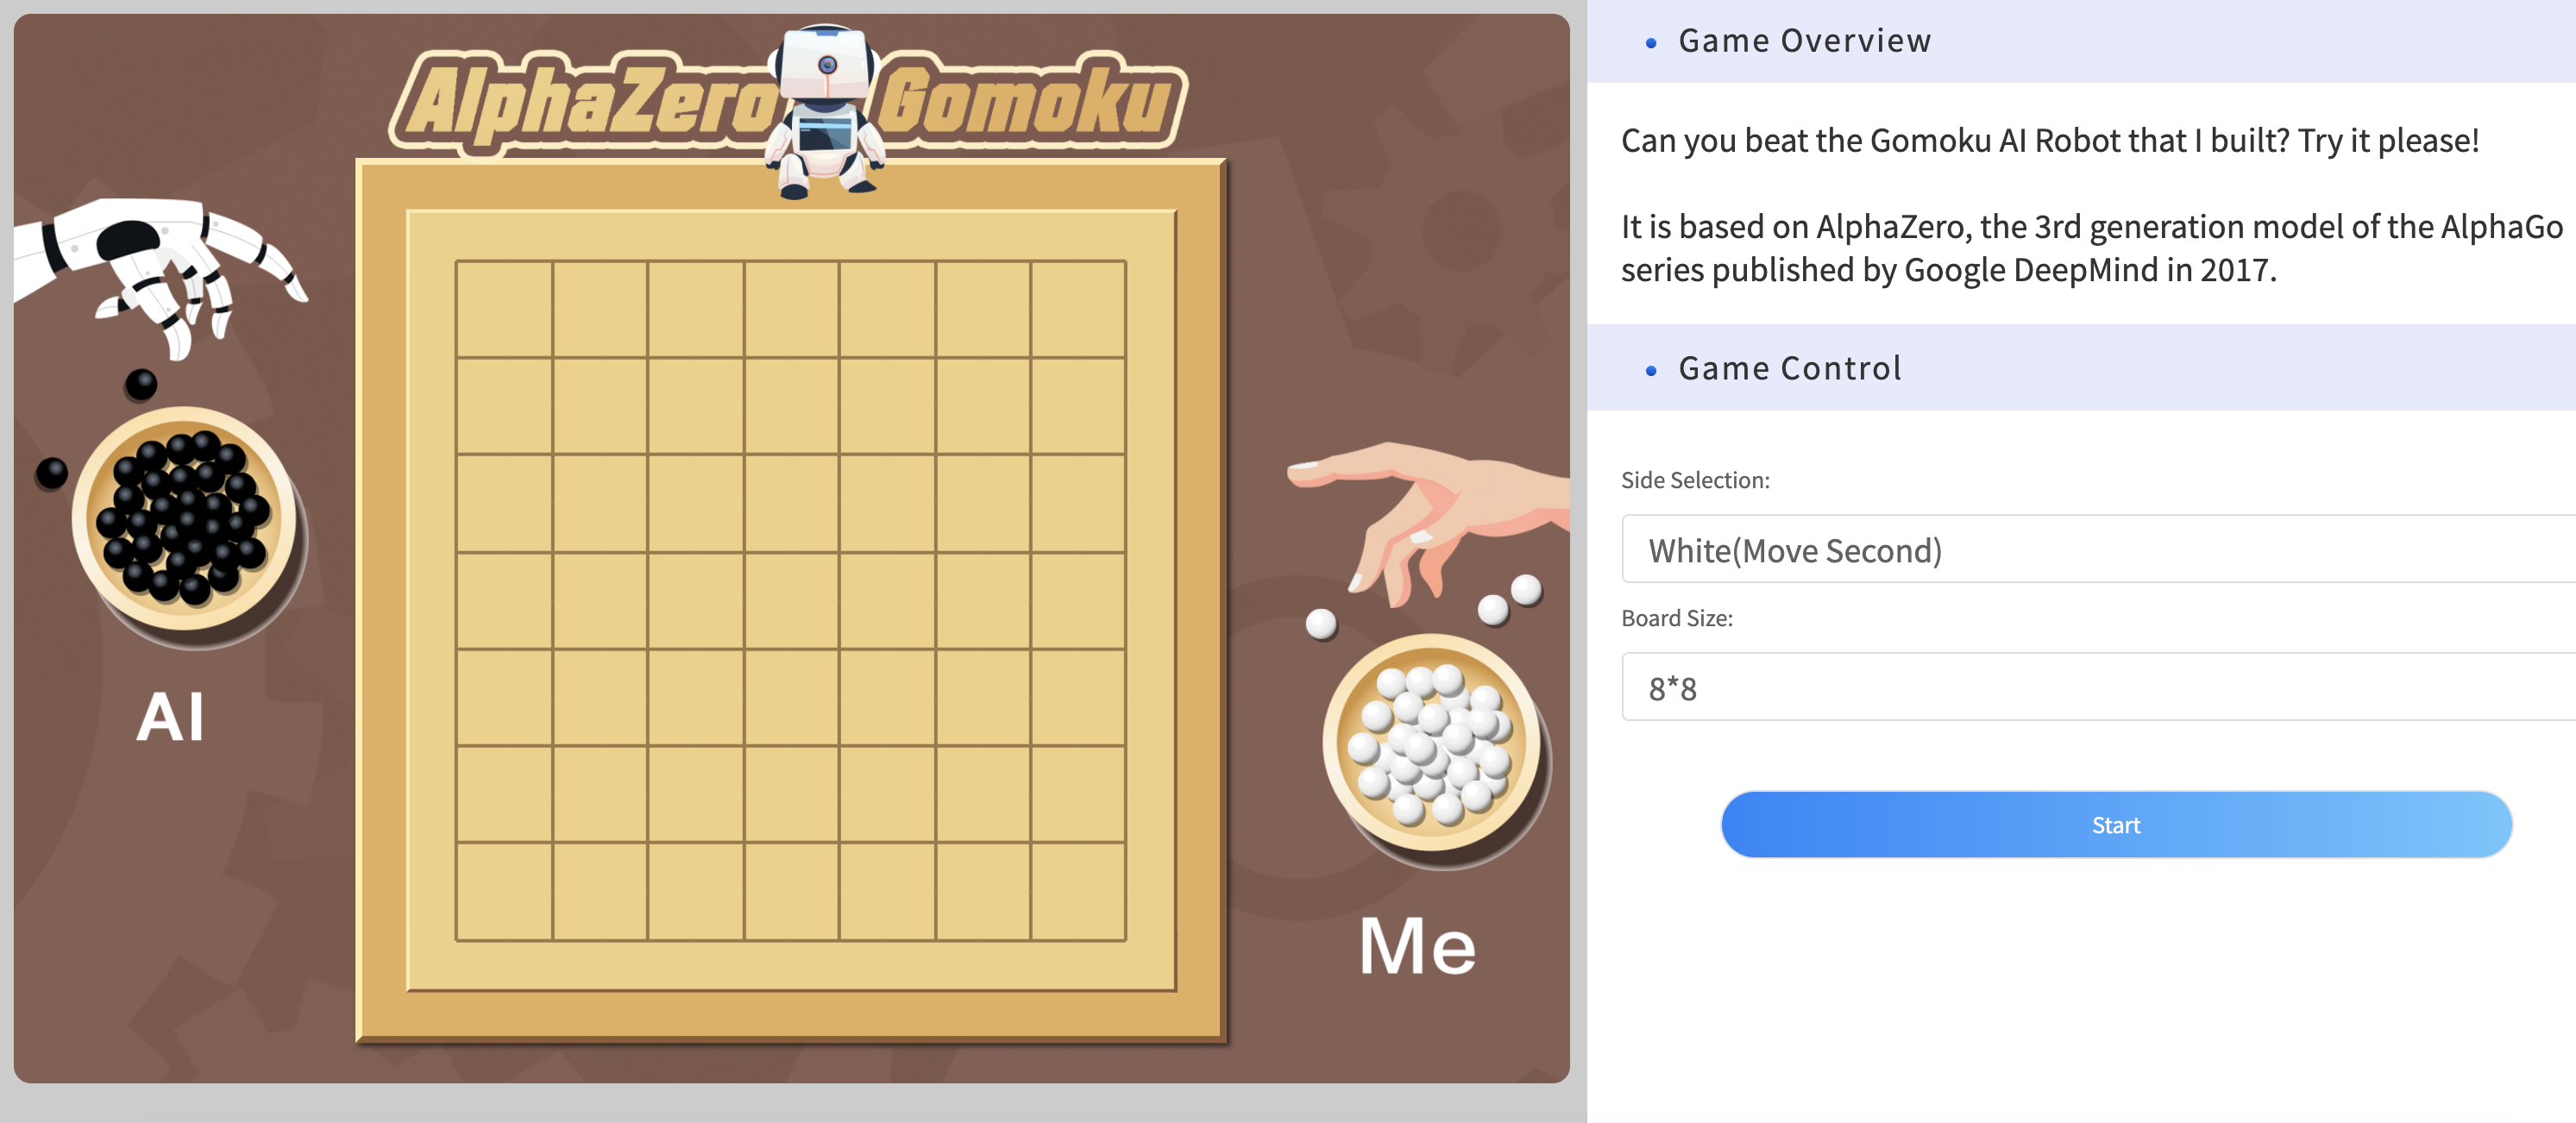 AlphaZero Gomoku
AI
Me
Game Overview
Can you beat the Gomoku AI Robot that I built? Try it please!
It is based on AlphaZero, the 3rd generation model of the AlphaGo
series published by Google DeepMind in 2017.
Game Control
Side Selection:
White(Move Second)
Board Size:
8*8
Start